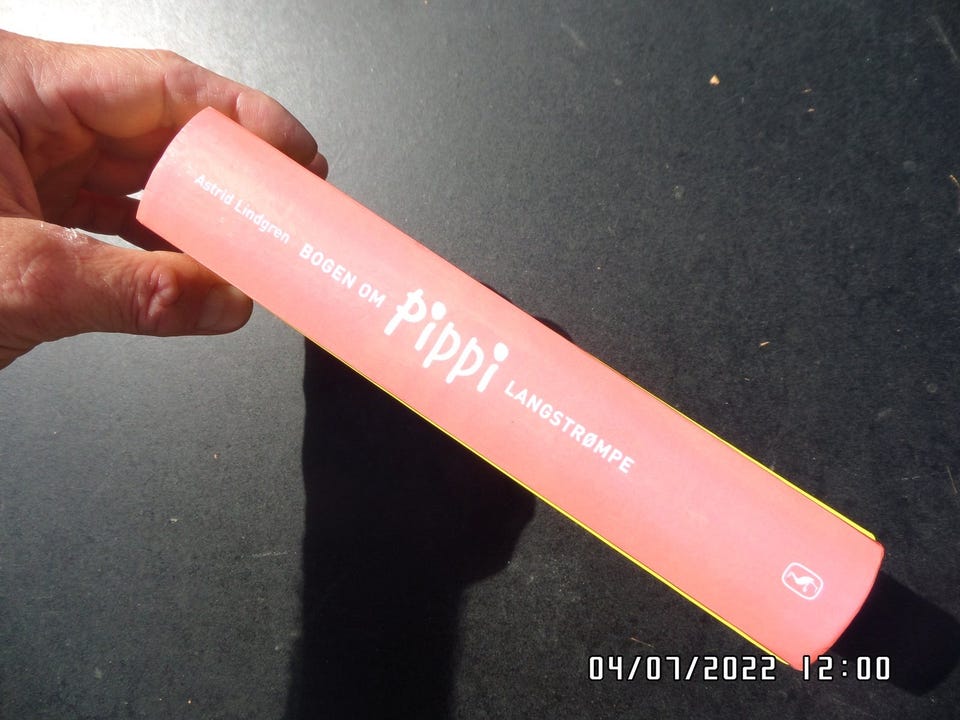 Astrid Lindgren BOGEN OM Pippi LANGSTRØMPE
04/07/2022 12:00